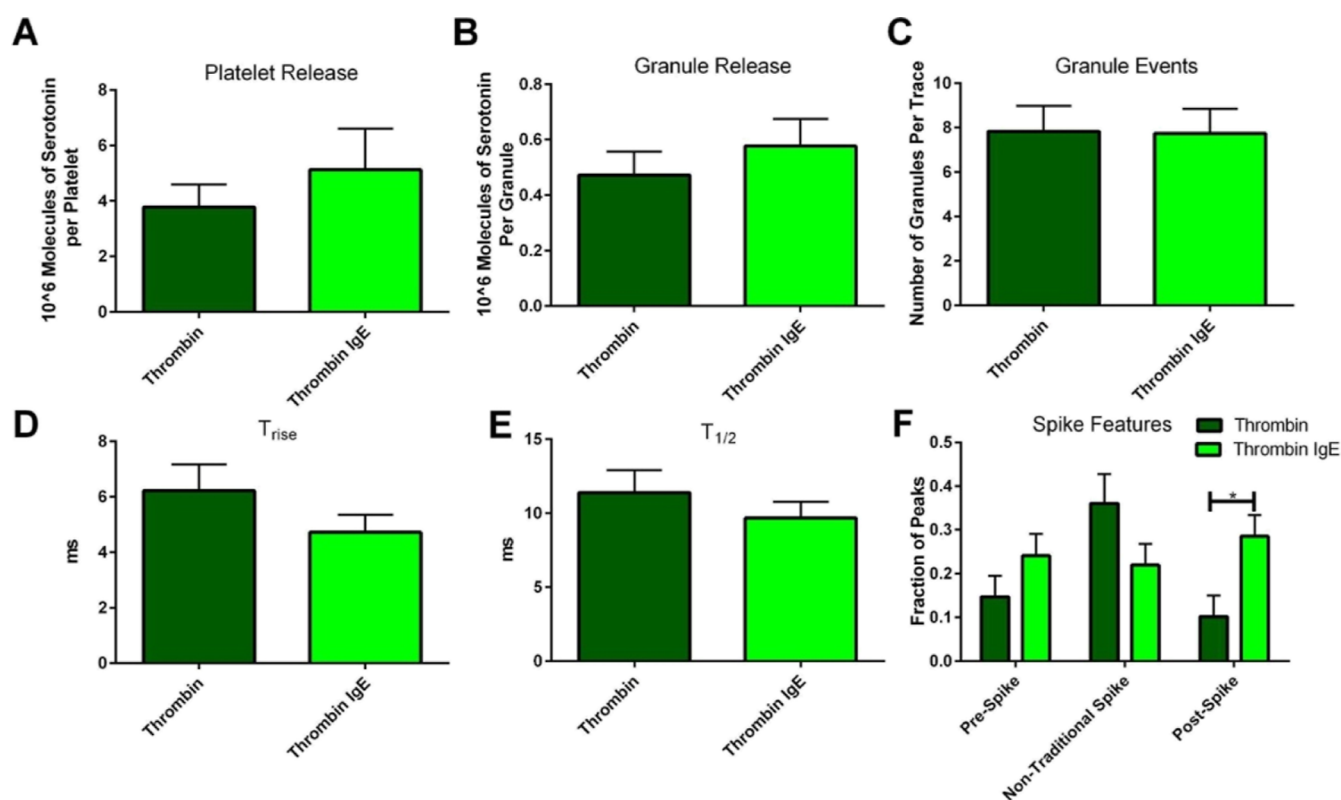 A
Platelet Release
10^6 Molecules of Serotonin
per Platelet
8
6
4
2
0
Thrombin
Thrombin IgE
B
Granule Release
10^6 Molecules of Serotonin
Per Granule
0.8
0.6
0.4
0.2
0.0
Thrombin
Thrombin IgE
C
Granule Events
Number of Granules Per Trace
10
8
6
4
2
0
Thrombin
Thrombin IgE
D
Trise
ms
8
6
4
2
0
Thrombin
Thrombin IgE
E
T1/2
ms
15
10
5
0
Thrombin
Thrombin IgE
F
Spike Features
Thrombin
Thrombin IgE
Fraction of Peaks
0.5
0.4
0.3
0.2
0.1
0.0
*
Pre-Spike
Non-Traditional Spike
Post-Spike